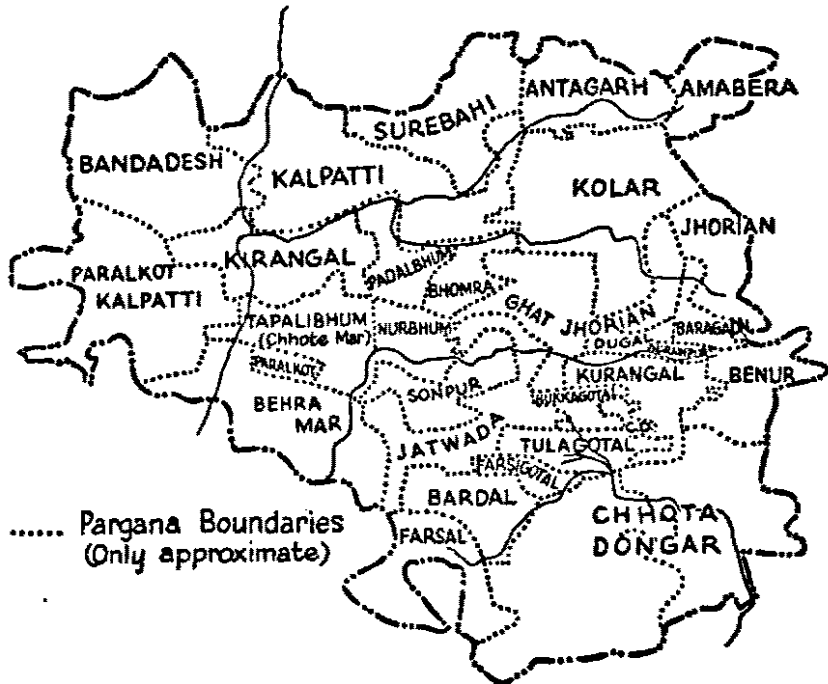 ANTAGARH
AMABERA
SUREBAHI
BANDADESH
KALPATTI
KOLAR
JHORIAN
KIRANGAL
PARALKOT
KALPATTI
PADALBHUM
BHOMRA
GHAT
JHORIAN
TAPALIBHUM
(Chhote Mar)
NURBHUM
DUGAL
BARAGAON
PARALKOT
SONPUR
KURANGAL
BENUR
BEHRA
MAR
JATWADA
TULAGOTAL
FARSIGOTAL
BARDAL
FARSAL
CHHOTA
DONGAR
Pargana Boundaries
(Only approximate)